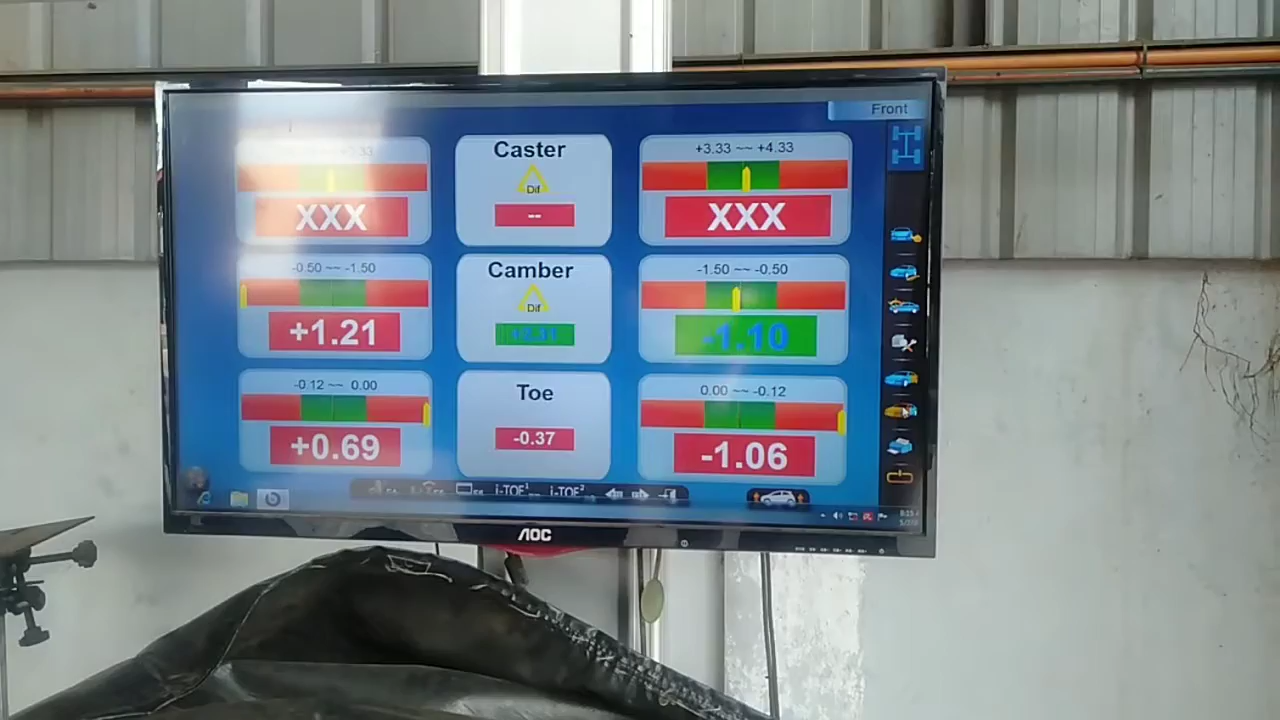 Front
Caster
+3.33 ~~ +4.33
Dif
XXX
--
XXX
-0.50 ~~ -1.50
Camber
-1.50 ~~ -0.50
Dif
+1.21
-1.10
-0.12 ~~ 0.00
Toe
0.00 ~~ -0.12
+0.69
-0.37
-1.06
i-TOE¹
i-TOE²
AOC